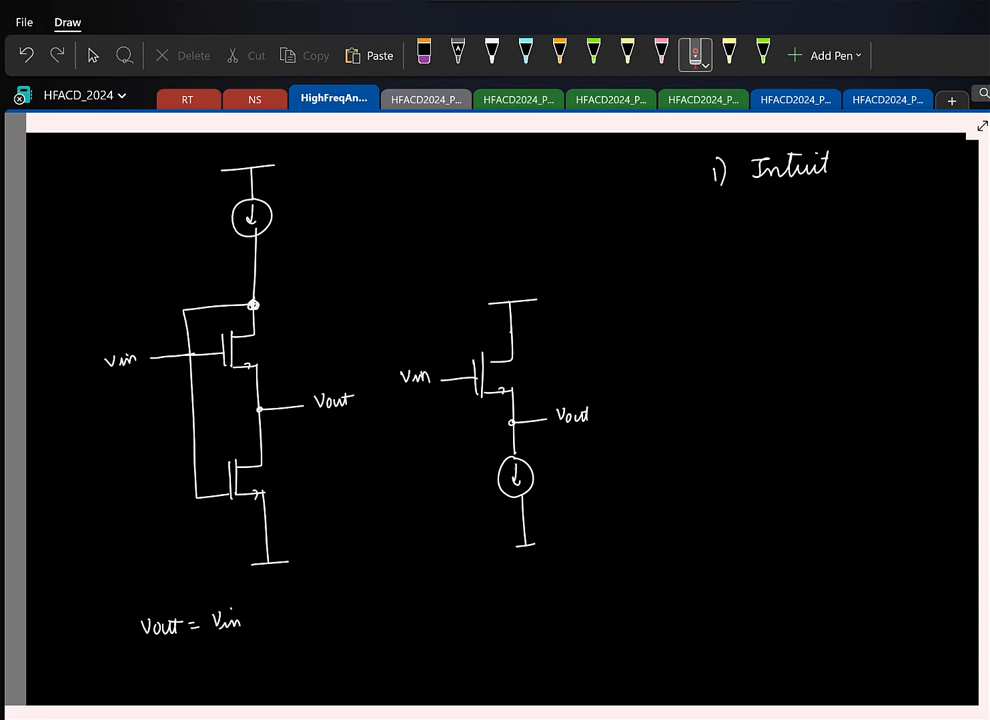 File Draw
Delete Cut Copy Paste A Add Pen
HFACD_2024 RT NS HighFreqAn... HFACD2024_P... HFACD2024_P... HFACD2024_P... HFACD2024_P... HFACD2024_P... HFACD2024_P...
1) Intuit
Vin
Vout
Vin
Vout
Vout = Vin